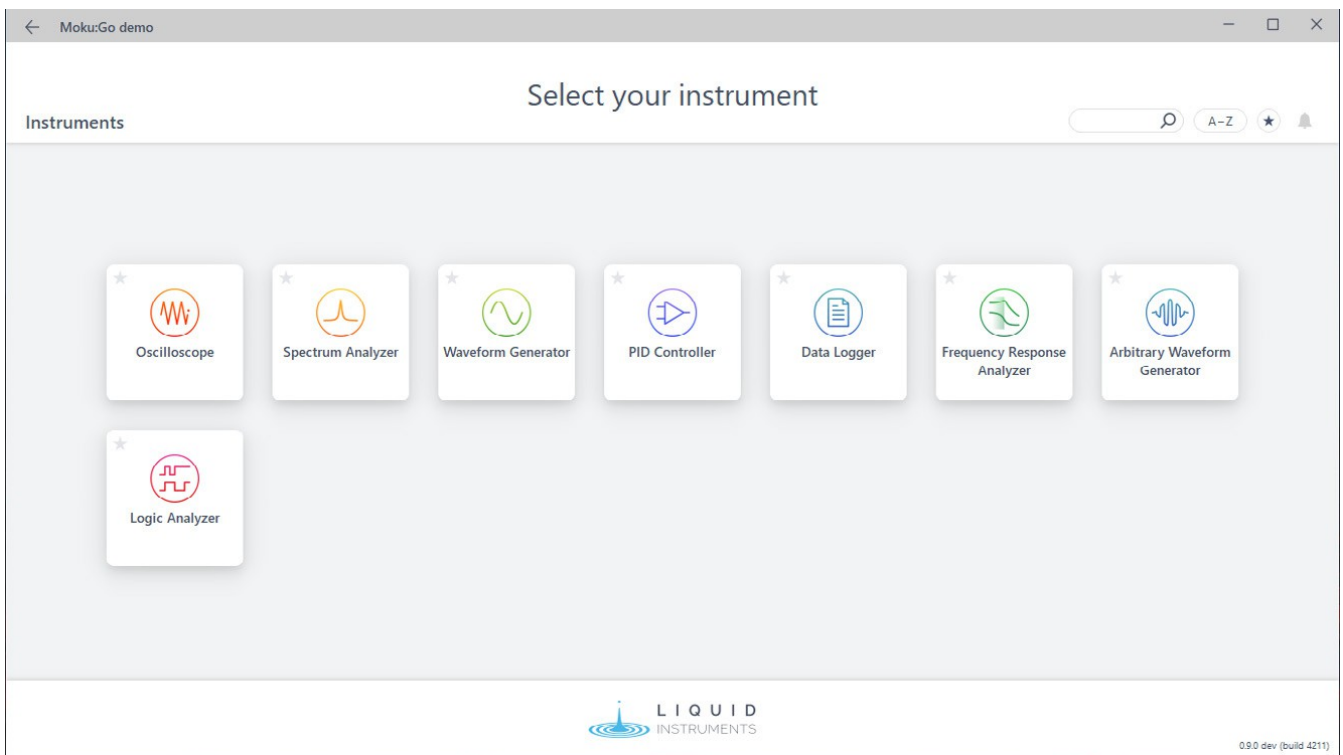 Moku:Go demo
Select your instrument
Instruments
A-Z
Oscilloscope
Spectrum Analyzer
Waveform Generator
PID Controller
Data Logger
Frequency Response
Analyzer
Arbitrary Waveform
Generator
Logic Analyzer
LIQUID
INSTRUMENTS
0.9.0 dev (build 4211)